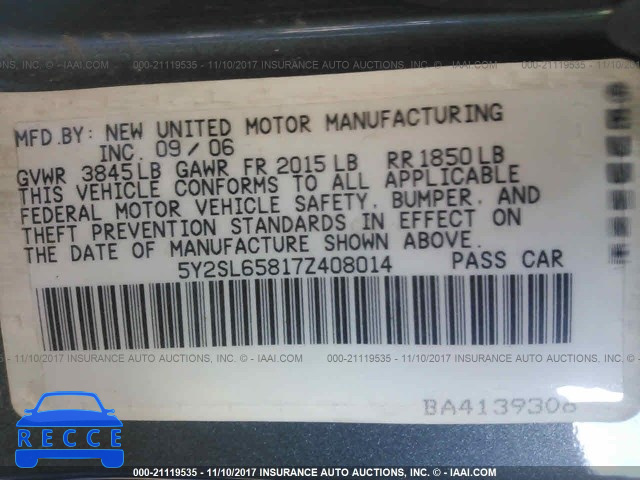 000-21119535 - 11/10/2017 INSURANCE AUTO AUCTIONS, INC. - © IAAI.COM
MFD.BY: NEW UNITED MOTOR MANUFACTURING
INC. 09/06
GVWR 3845LB GAWR FR 2015LB RR1850LB
THIS VEHICLE CONFORMS TO ALL APPLICABLE
FEDERAL MOTOR VEHICLE SAFETY, BUMPER, AND
THEFT PREVENTION STANDARDS IN EFFECT ON
THE DATE OF MANUFACTURE SHOWN ABOVE.
5Y2SL65817Z408014 PASS CAR
INSURANCE AUTO AUCTIONS, INC. - © IAAI.COM
000-21119535 - 11/10/2017 INSURANCE AUTO AUCTIONS,
BA4139308
RECCE
000-21119535 - 11/10/2017 INSURANCE AUTO AUCTIONS, INC. - © IAAI.COM